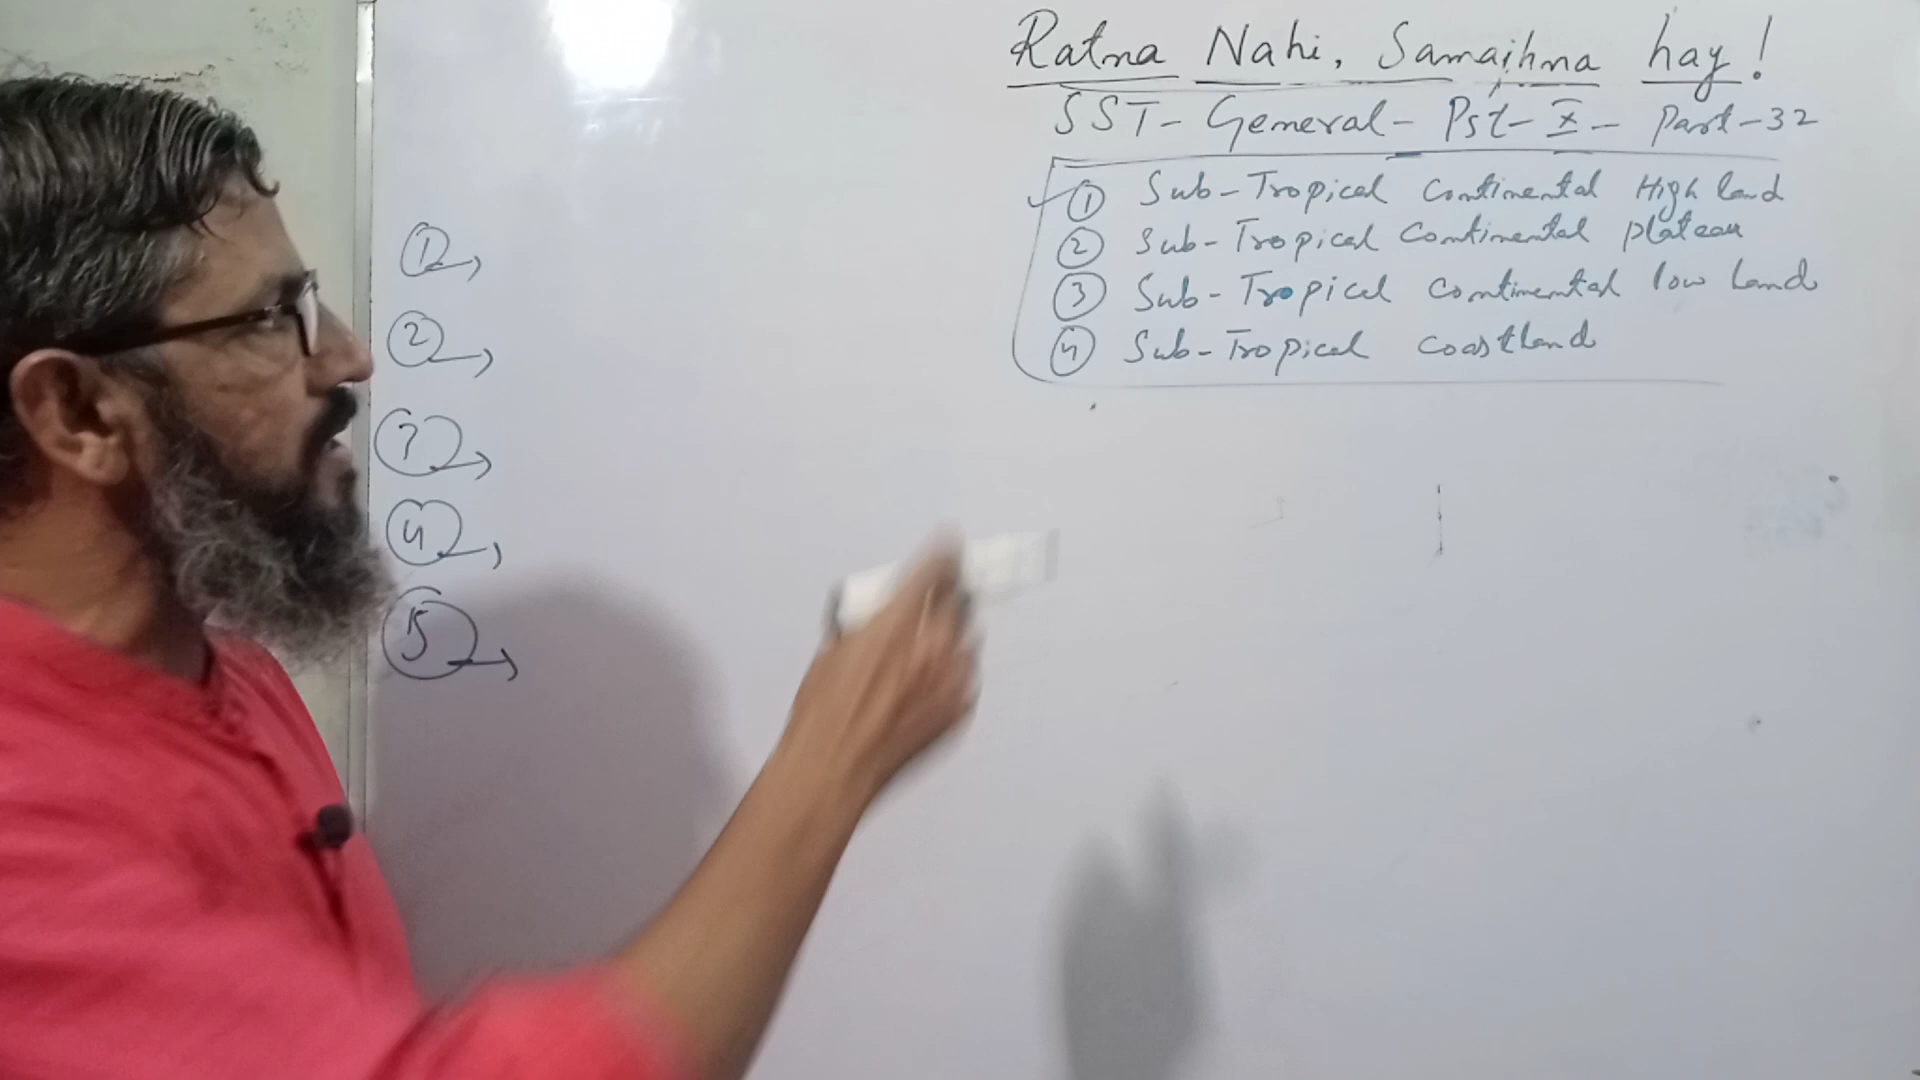 Ratna Nahi, Samajhna hay!
SST- General- Pst- X- Part-32
① Sub-Tropical Continental High land
② Sub-Tropical Continental plateau
③ Sub-Tropical continental low land
④ Sub-Tropical coastland
①→
②→
③→
④→
⑤→